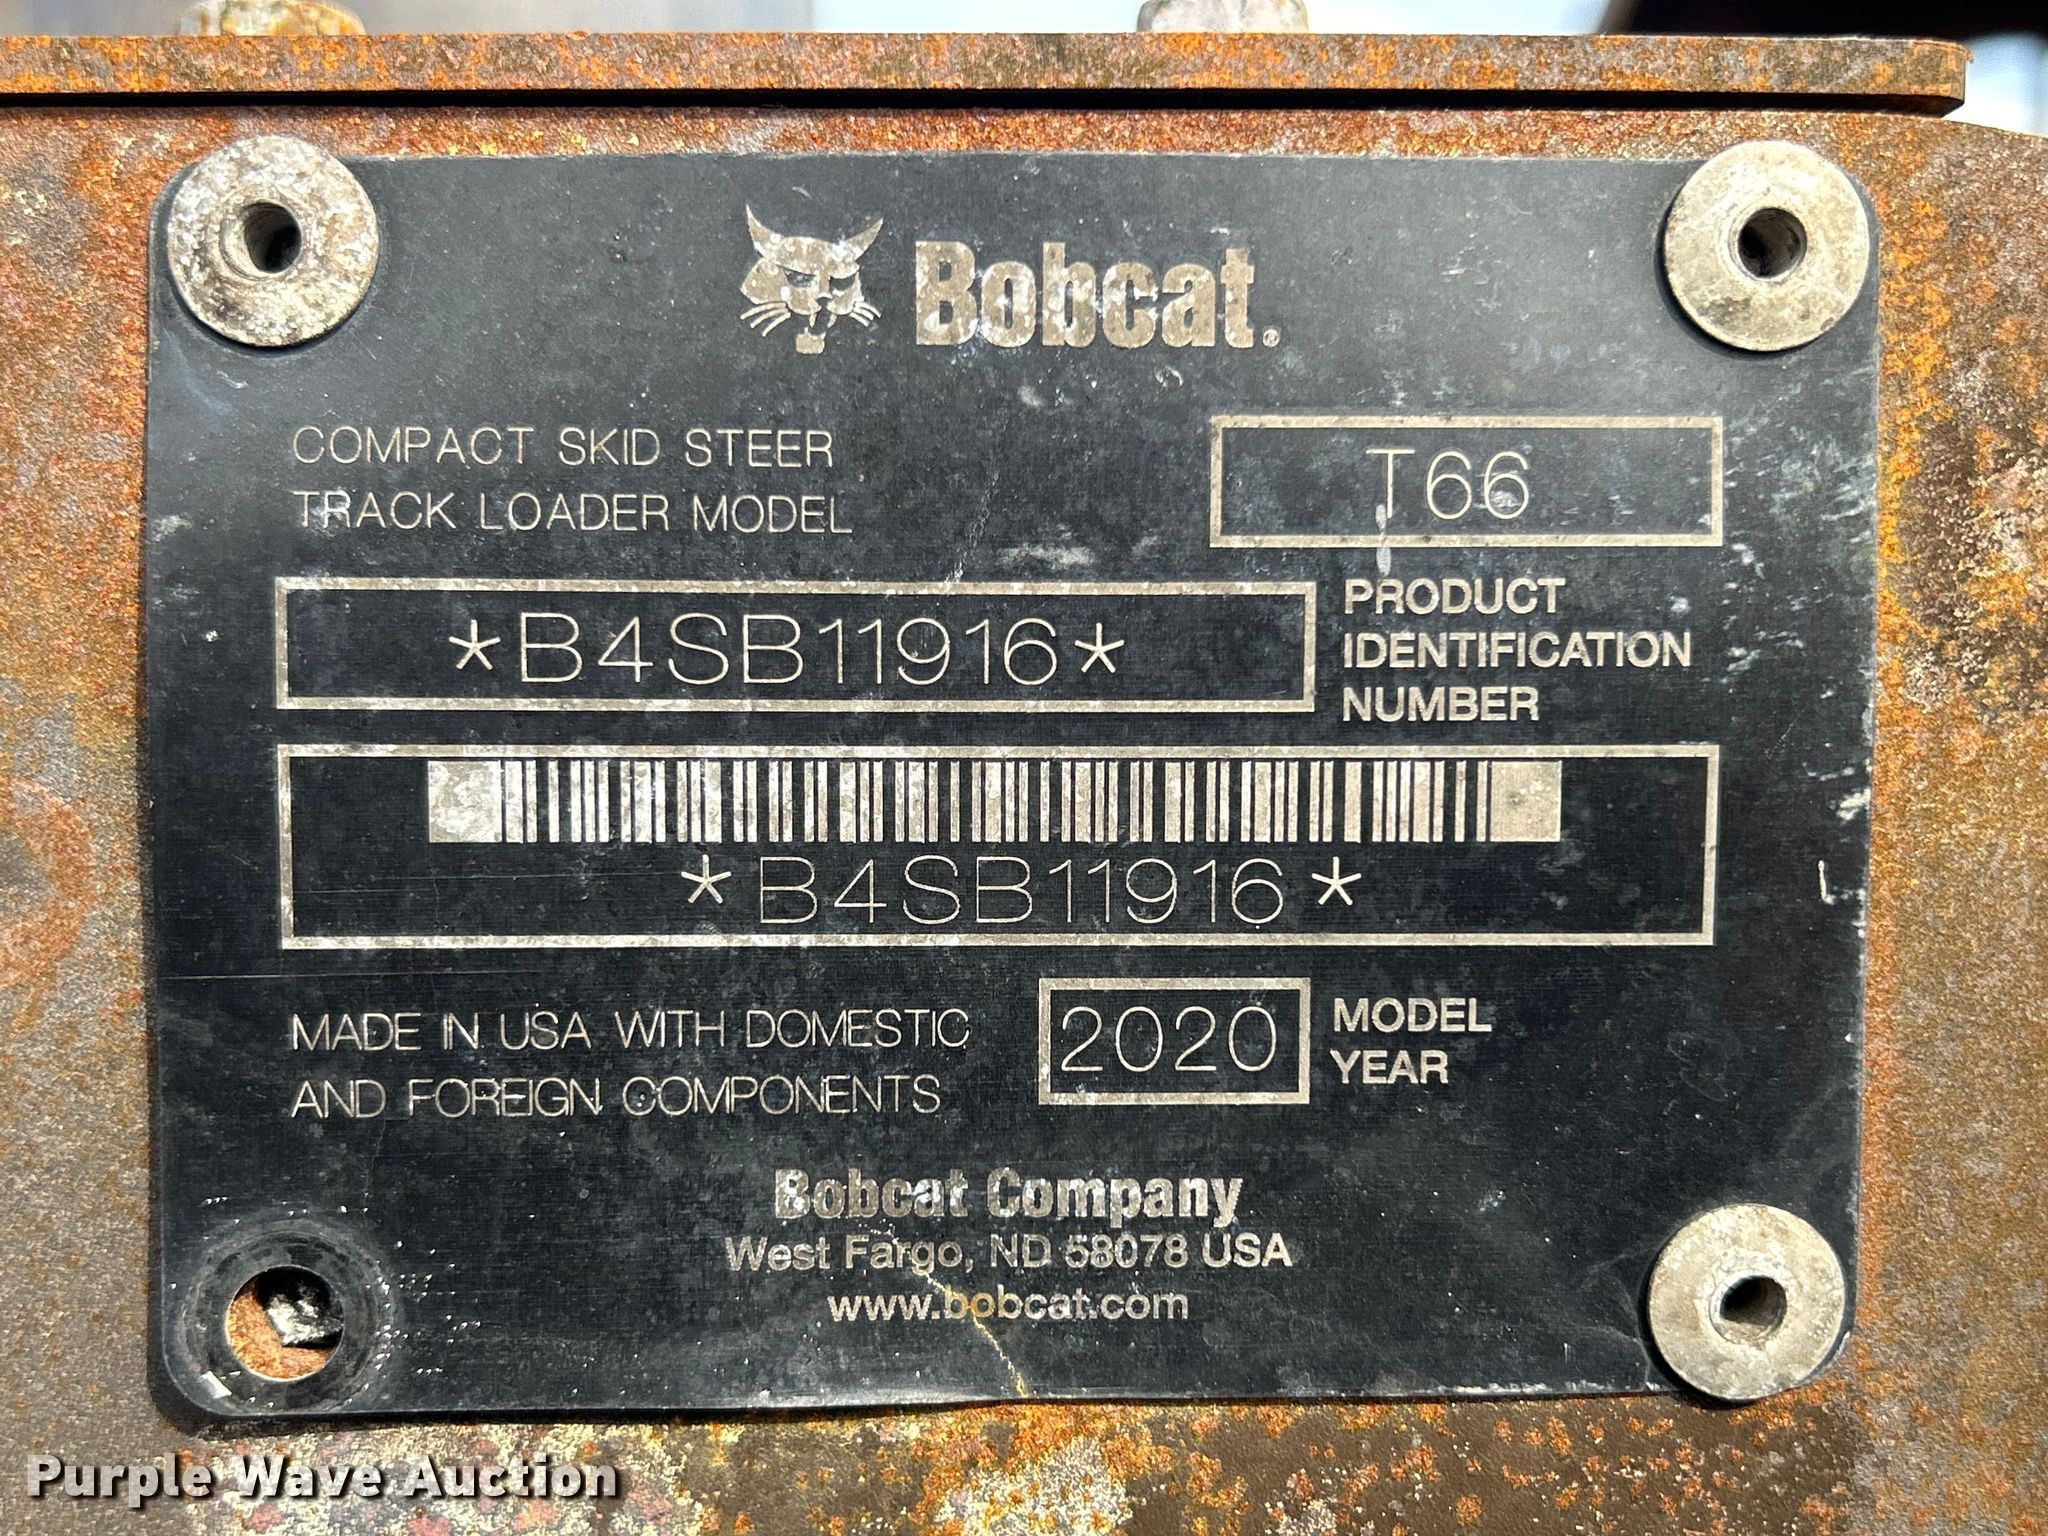 Bobcat®
COMPACT SKID STEER
TRACK LOADER MODEL
T66
*B4SB11916*
PRODUCT
IDENTIFICATION
NUMBER
*B4SB11916*
MADE IN USA WITH DOMESTIC
AND FOREIGN COMPONENTS
2020
MODEL
YEAR
Bobcat Company
West Fargo, ND 58078 USA
www.bobcat.com
Purple Wave Auction